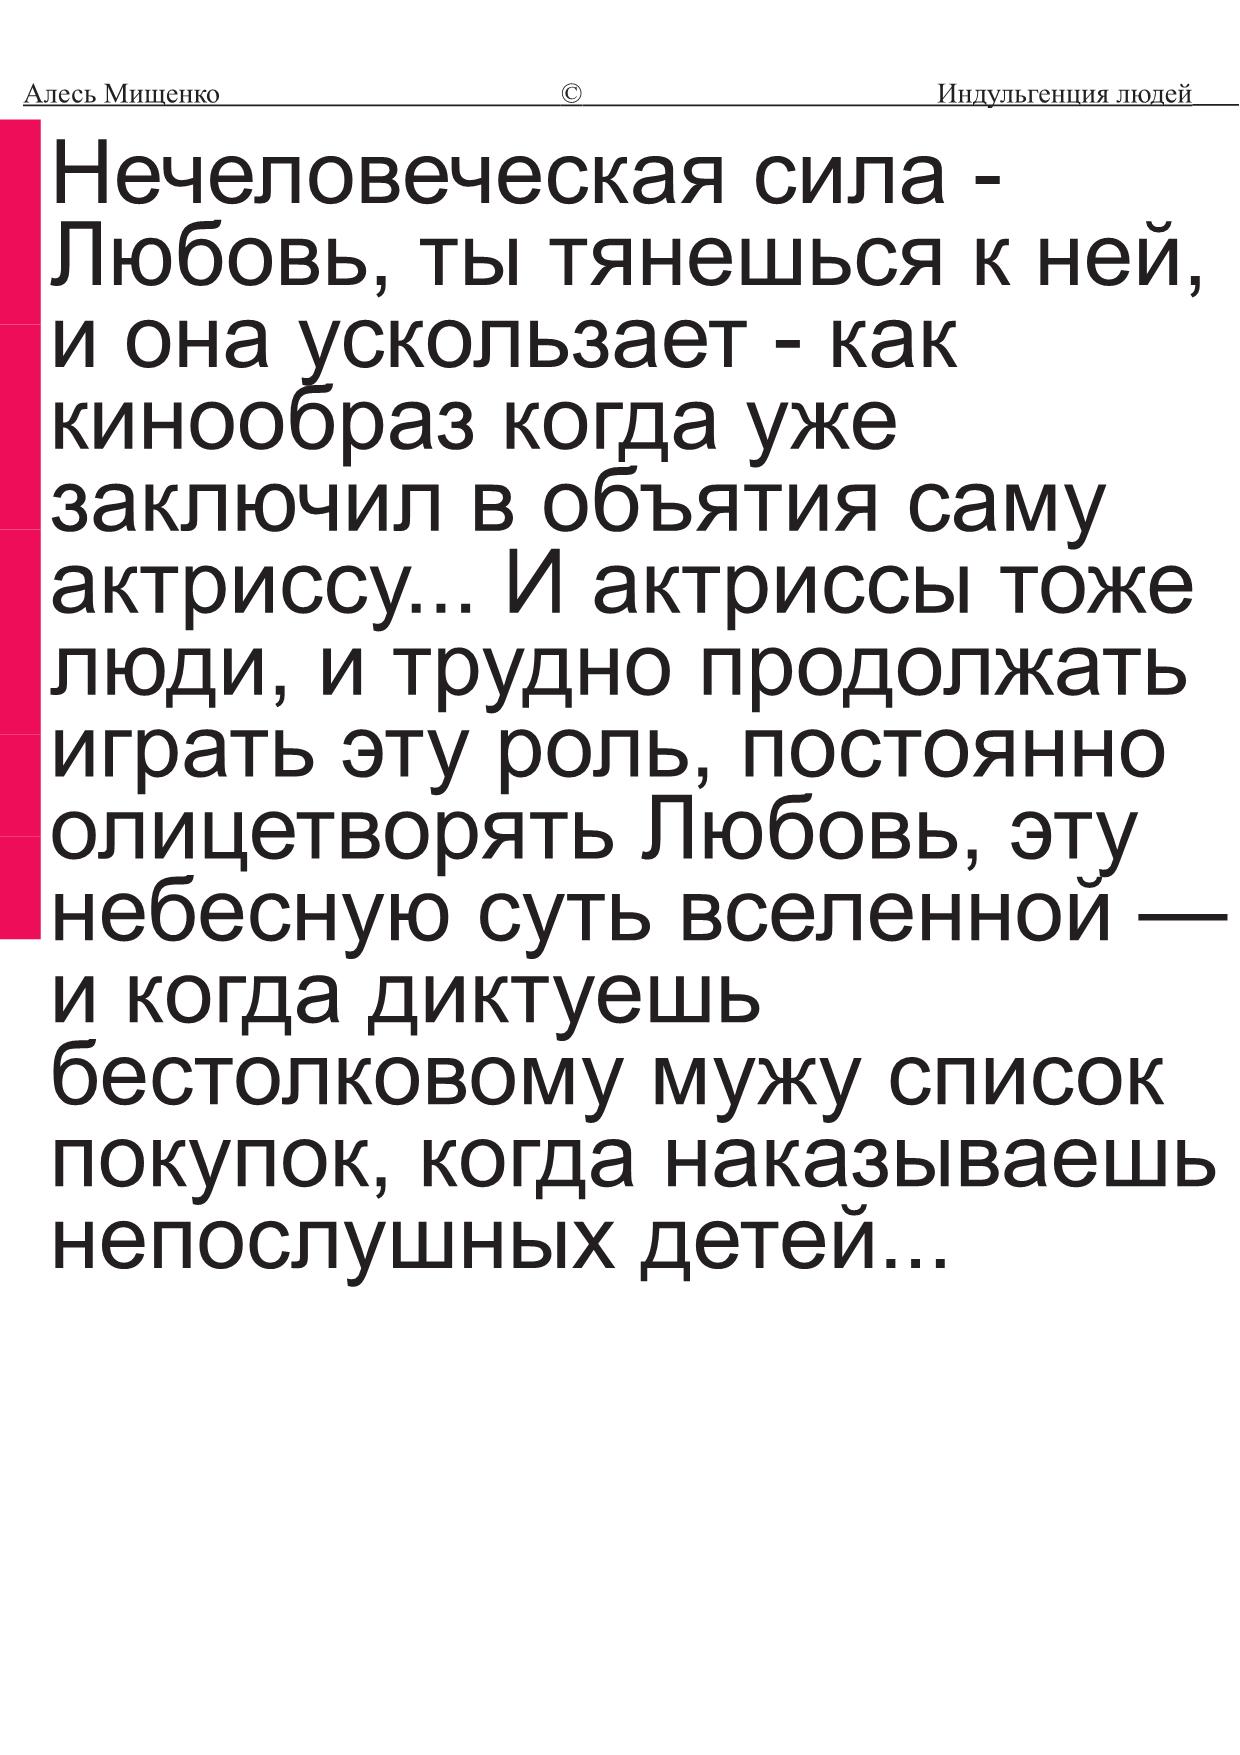 Алесь Мищенко © Индульгенция людей
Нечеловеческая сила -
Любовь, ты тянешься к ней,
и она ускользает - как
кинообраз когда уже
заключил в объятия саму
актриссу... И актриссы тоже
люди, и трудно продолжать
играть эту роль, постоянно
олицетворять Любовь, эту
небесную суть вселенной —
и когда диктуешь
бестолковому мужу список
покупок, когда наказываешь
непослушных детей...